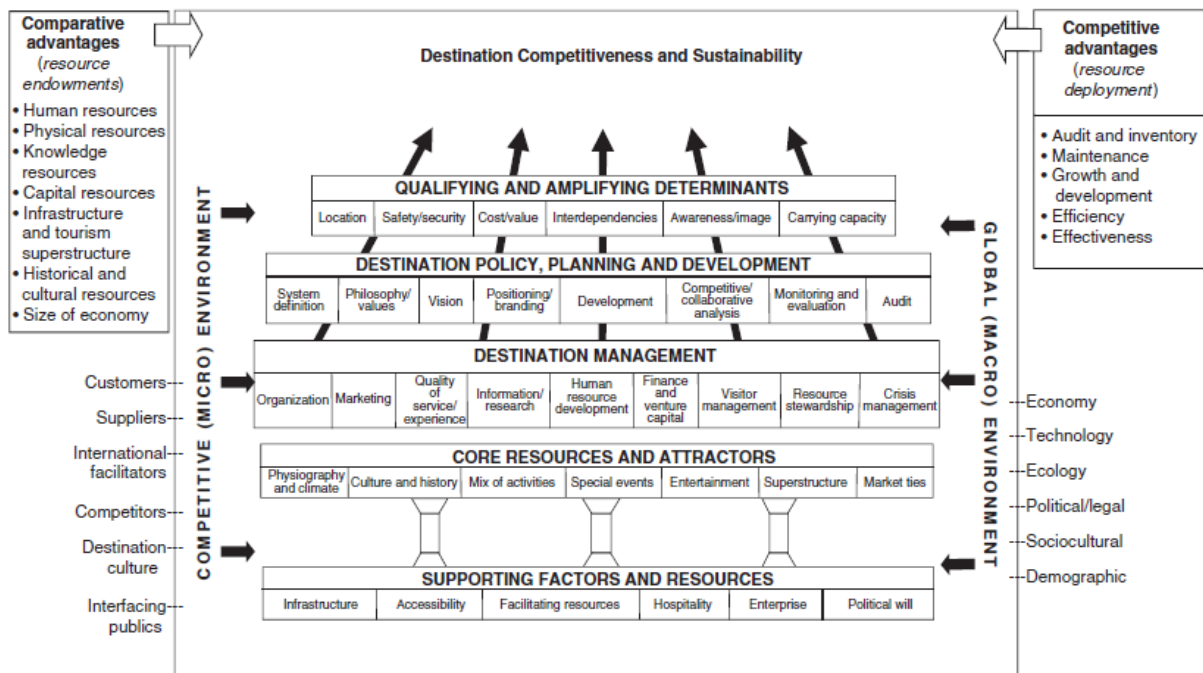 Comparative
advantages
(resource
endowments)
• Human resources
• Physical resources
• Knowledge
resources
• Capital resources
• Infrastructure
and tourism
superstructure
• Historical and
cultural resources
• Size of economy
Destination Competitiveness and Sustainability
Competitive
advantages
(resource
deployment)
• Audit and inventory
• Maintenance
• Growth and
development
• Efficiency
• Effectiveness
COMPETITIVE (MICRO) ENVIRONMENT
Customers
Suppliers
International
facilitators
Competitors
Destination
culture
Interfacing
publics
QUALIFYING AND AMPLIFYING DETERMINANTS
Location Safety/security Cost/value Interdependencies Awareness/image Carrying capacity
DESTINATION POLICY, PLANNING AND DEVELOPMENT
System
definition
Philosophy/
values
Vision
Positioning/
branding
Development
Competitive/
collaborative
analysis
Monitoring and
evaluation
Audit
DESTINATION MANAGEMENT
Organization
Marketing
Quality
of
service/
experience
Information/
research
Human
resource
development
Finance
and
venture
capital
Visitor
management
Resource
stewardship
Crisis
management
CORE RESOURCES AND ATTRACTORS
Physiography
and climate
Culture and history
Mix of activities
Special events
Entertainment
Superstructure
Market ties
SUPPORTING FACTORS AND RESOURCES
Infrastructure Accessibility Facilitating resources Hospitality Enterprise Political will
GLOBAL (MACRO) ENVIRONMENT
Economy
Technology
Ecology
Political/legal
Sociocultural
Demographic